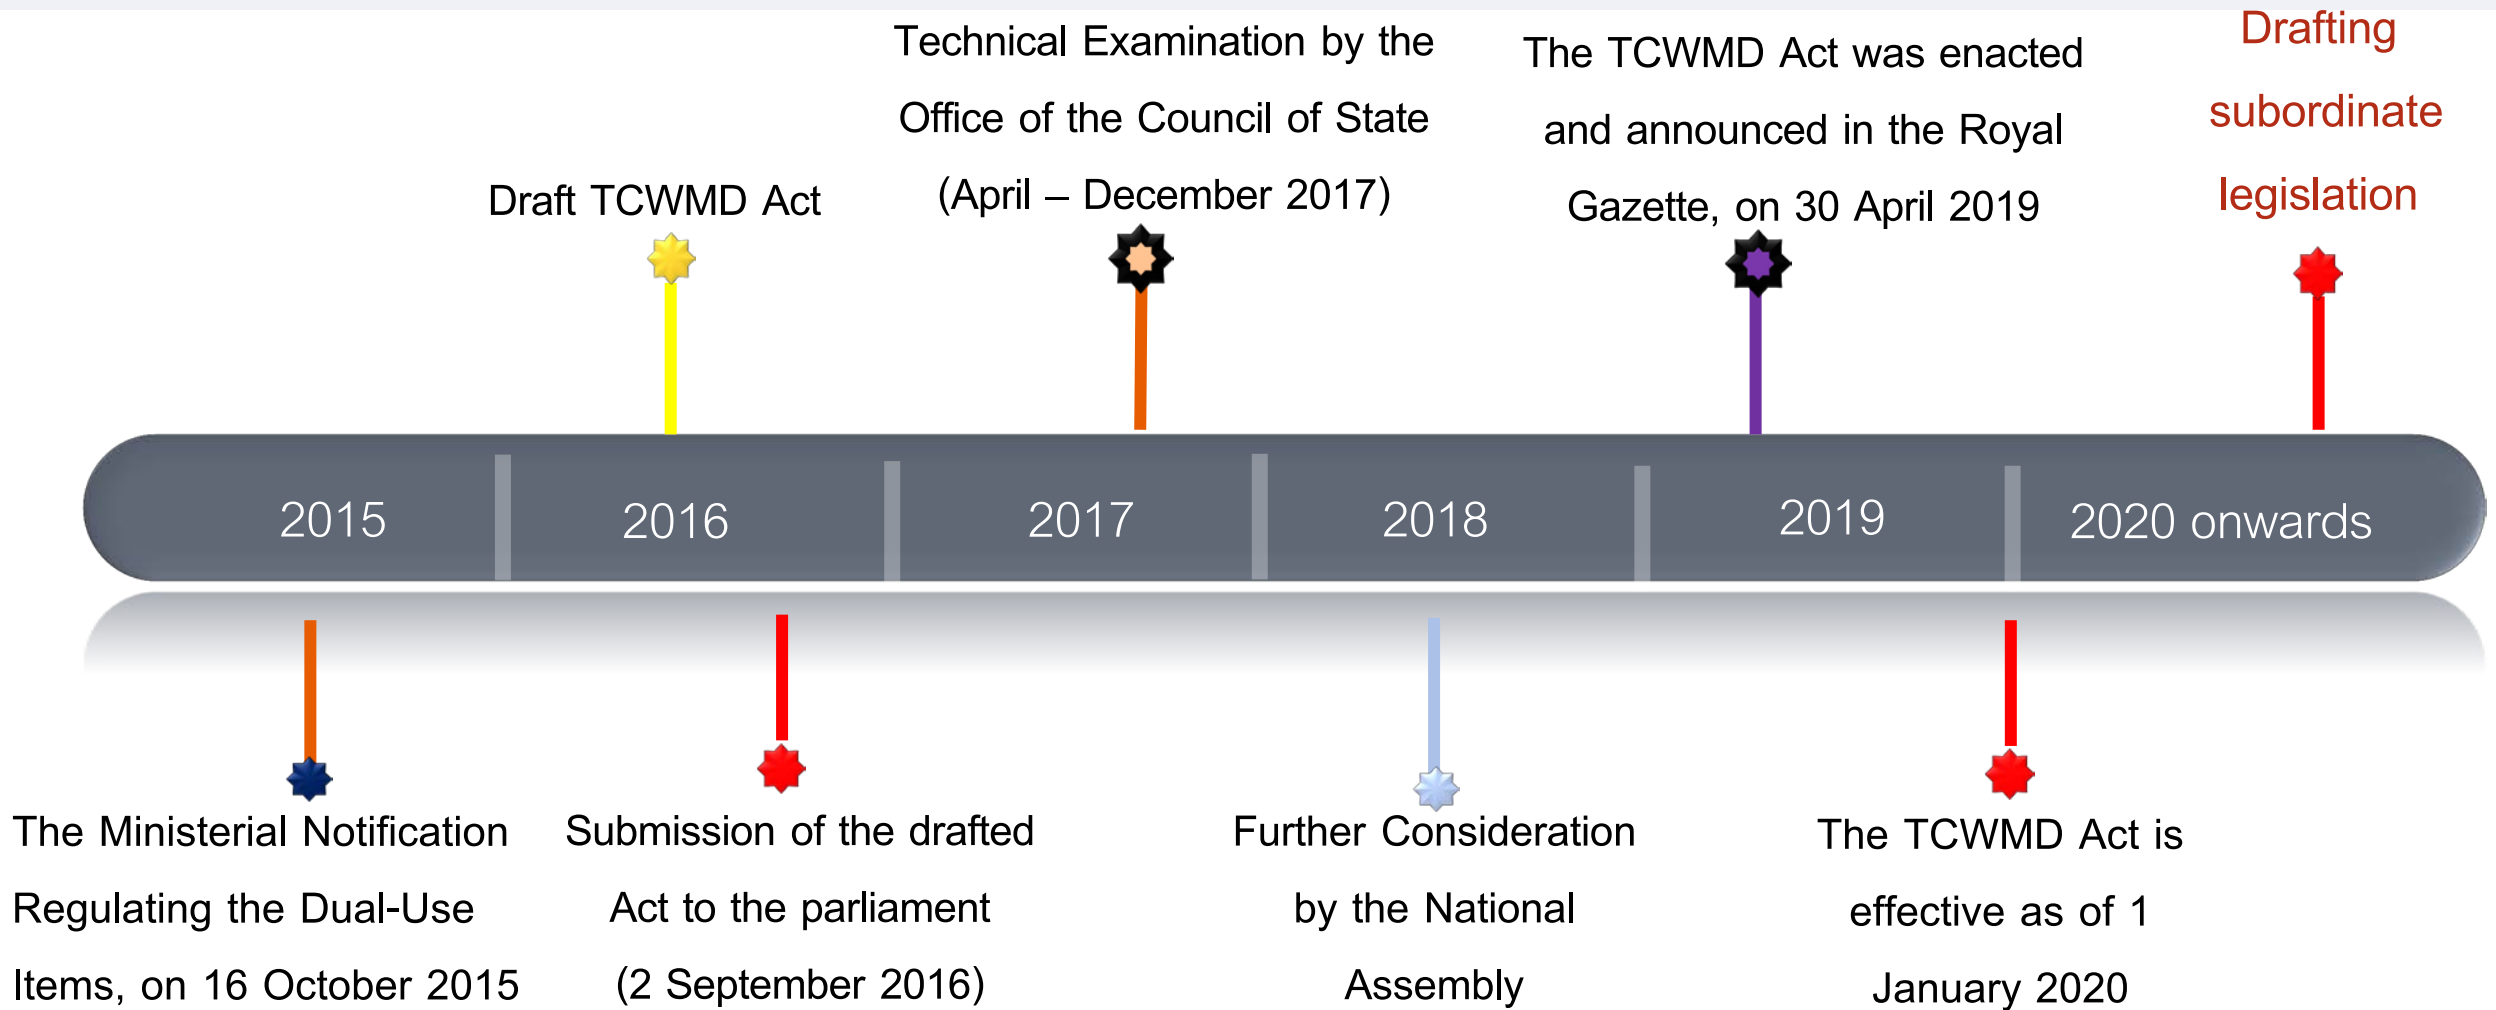 Technical Examination by the
Office of the Council of State
(April – December 2017)
The TCWMD Act was enacted
and announced in the Royal
Gazette, on 30 April 2019
Drafting
subordinate
legislation
Draft TCWMD Act
2015
2016
2017
2018
2019
2020 onwards
The Ministerial Notification
Regulating the Dual-Use
Items, on 16 October 2015
Submission of the drafted
Act to the parliament
(2 September 2016)
Further Consideration
by the National
Assembly
The TCWMD Act is
effective as of 1
January 2020